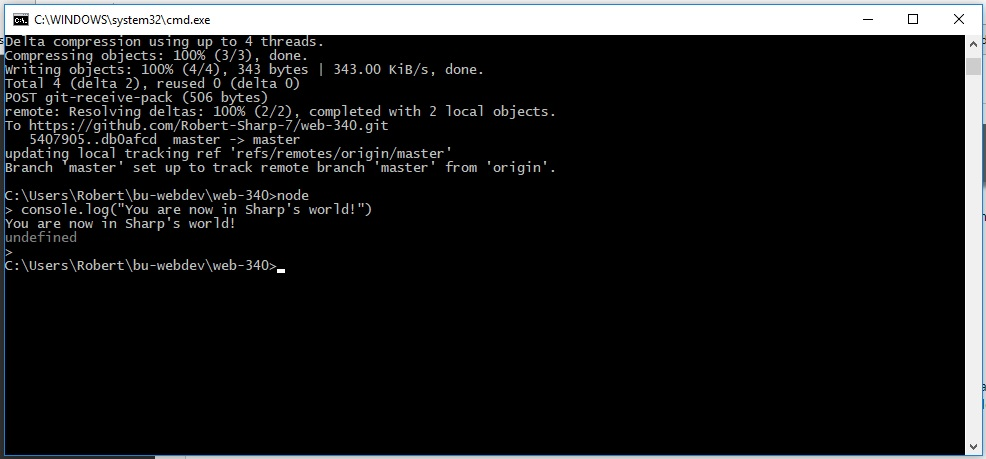 C:\WINDOWS\system32\cmd.exe
Delta compression using up to 4 threads.
Compressing objects: 100% (3/3), done.
Writing objects: 100% (4/4), 343 bytes | 343.00 KiB/s, done.
Total 4 (delta 2), reused 0 (delta 0)
POST git-receive-pack (506 bytes)
remote: Resolving deltas: 100% (2/2), completed with 2 local objects.
To https://github.com/Robert-Sharp-7/web-340.git
   5407905..db0afcd  master -> master
updating local tracking ref 'refs/remotes/origin/master'
Branch 'master' set up to track remote branch 'master' from 'origin'.
C:\Users\Robert\bu-webdev\web-340>node
> console.log("You are now in Sharp's world!")
You are now in Sharp's world!
undefined
>
C:\Users\Robert\bu-webdev\web-340>